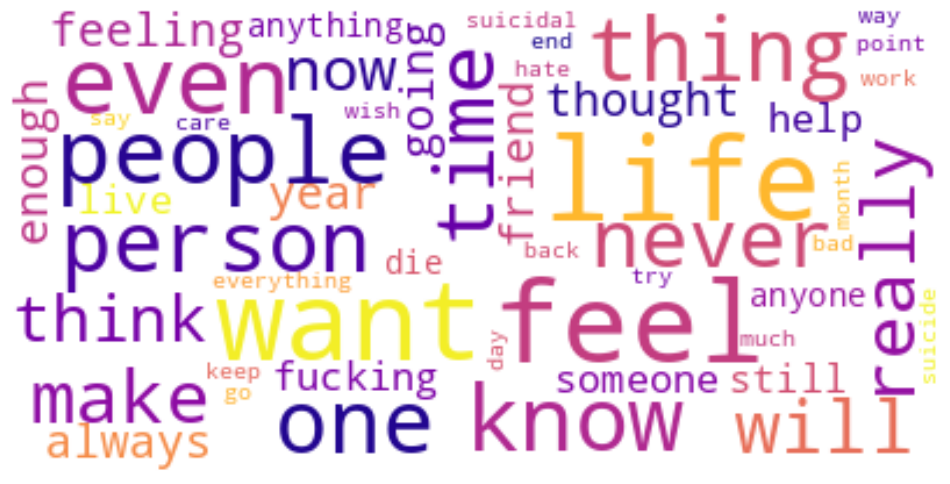 feeling
anything
suicidal
way
end
thing
point
even
now
going
time
hate
work
enough
say
care
wish
friend
thought
help
people
life
month
really
live
year
person
never
bad
back
die
everything
try
think
want
feel
anyone
suicide
day
much
make
keep
go
fucking
someone
still
always
one
know
will